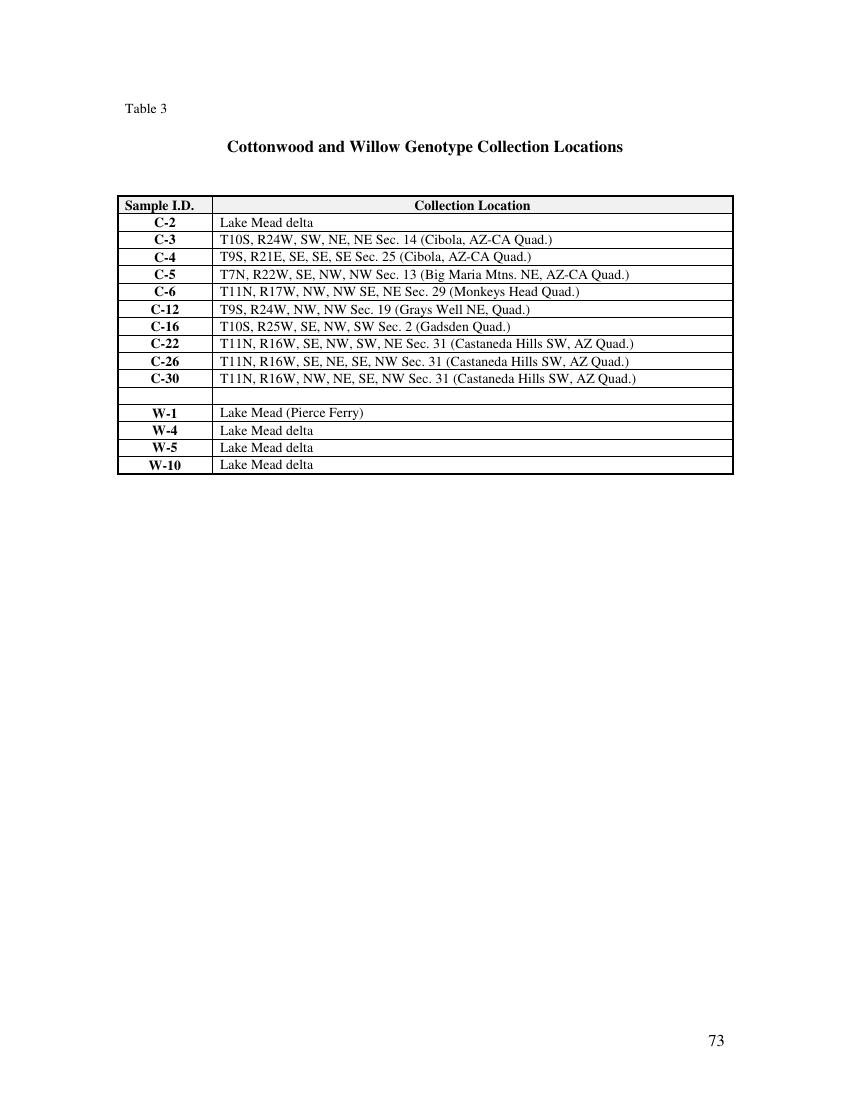 Table 3
Cottonwood and Willow Genotype Collection Locations
Sample I.D. Collection Location
C-2 Lake Mead delta
C-3 T10S, R24W, SW, NE, NE Sec. 14 (Cibola, AZ-CA Quad.)
C-4 T9S, R21E, SE, SE, SE Sec. 25 (Cibola, AZ-CA Quad.)
C-5 T7N, R22W, SE, NW, NW Sec. 13 (Big Maria Mtns. NE, AZ-CA Quad.)
C-6 T11N, R17W, NW, NW SE, NE Sec. 29 (Monkeys Head Quad.)
C-12 T9S, R24W, NW, NW Sec. 19 (Grays Well NE, Quad.)
C-16 T10S, R25W, SE, NW, SW Sec. 2 (Gadsden Quad.)
C-22 T11N, R16W, SE, NW, SW, NE Sec. 31 (Castaneda Hills SW, AZ Quad.)
C-26 T11N, R16W, SE, NE, SE, NW Sec. 31 (Castaneda Hills SW, AZ Quad.)
C-30 T11N, R16W, NW, NE, SE, NW Sec. 31 (Castaneda Hills SW, AZ Quad.)
W-1 Lake Mead (Pierce Ferry)
W-4 Lake Mead delta
W-5 Lake Mead delta
W-10 Lake Mead delta
73